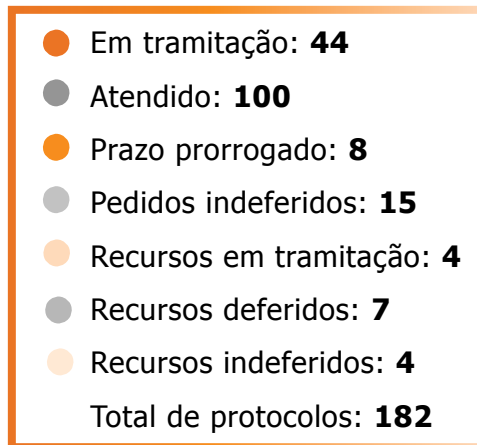 Em tramitação: 44
Atendido: 100
Prazo prorrogado: 8
Pedidos indeferidos: 15
Recursos em tramitação: 4
Recursos deferidos: 7
Recursos indeferidos: 4
Total de protocolos: 182